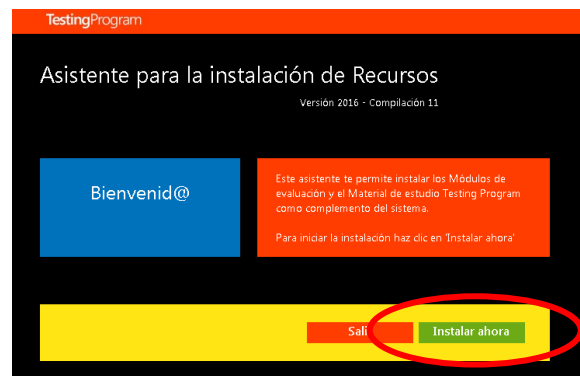 TestingProgram
Asistente para la instalación de Recursos
Versión 2016 - Compilación 11
Bienvenid@
Este asistente te permite instalar los Módulos de
evaluación y el Material de estudio Testing Program
como complemento del sistema.
Para iniciar la instalación haz clic en 'Instalar ahora'
Sali
Instalar ahora